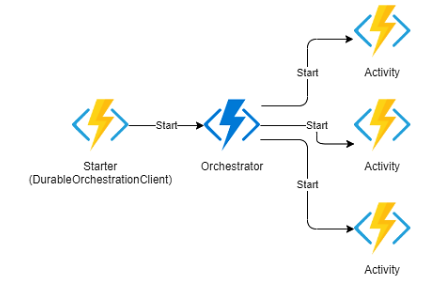 Start
Activity
Start
Start
Starter
(DurableOrchestrationClient)
Orchestrator
Activity
Start
Activity